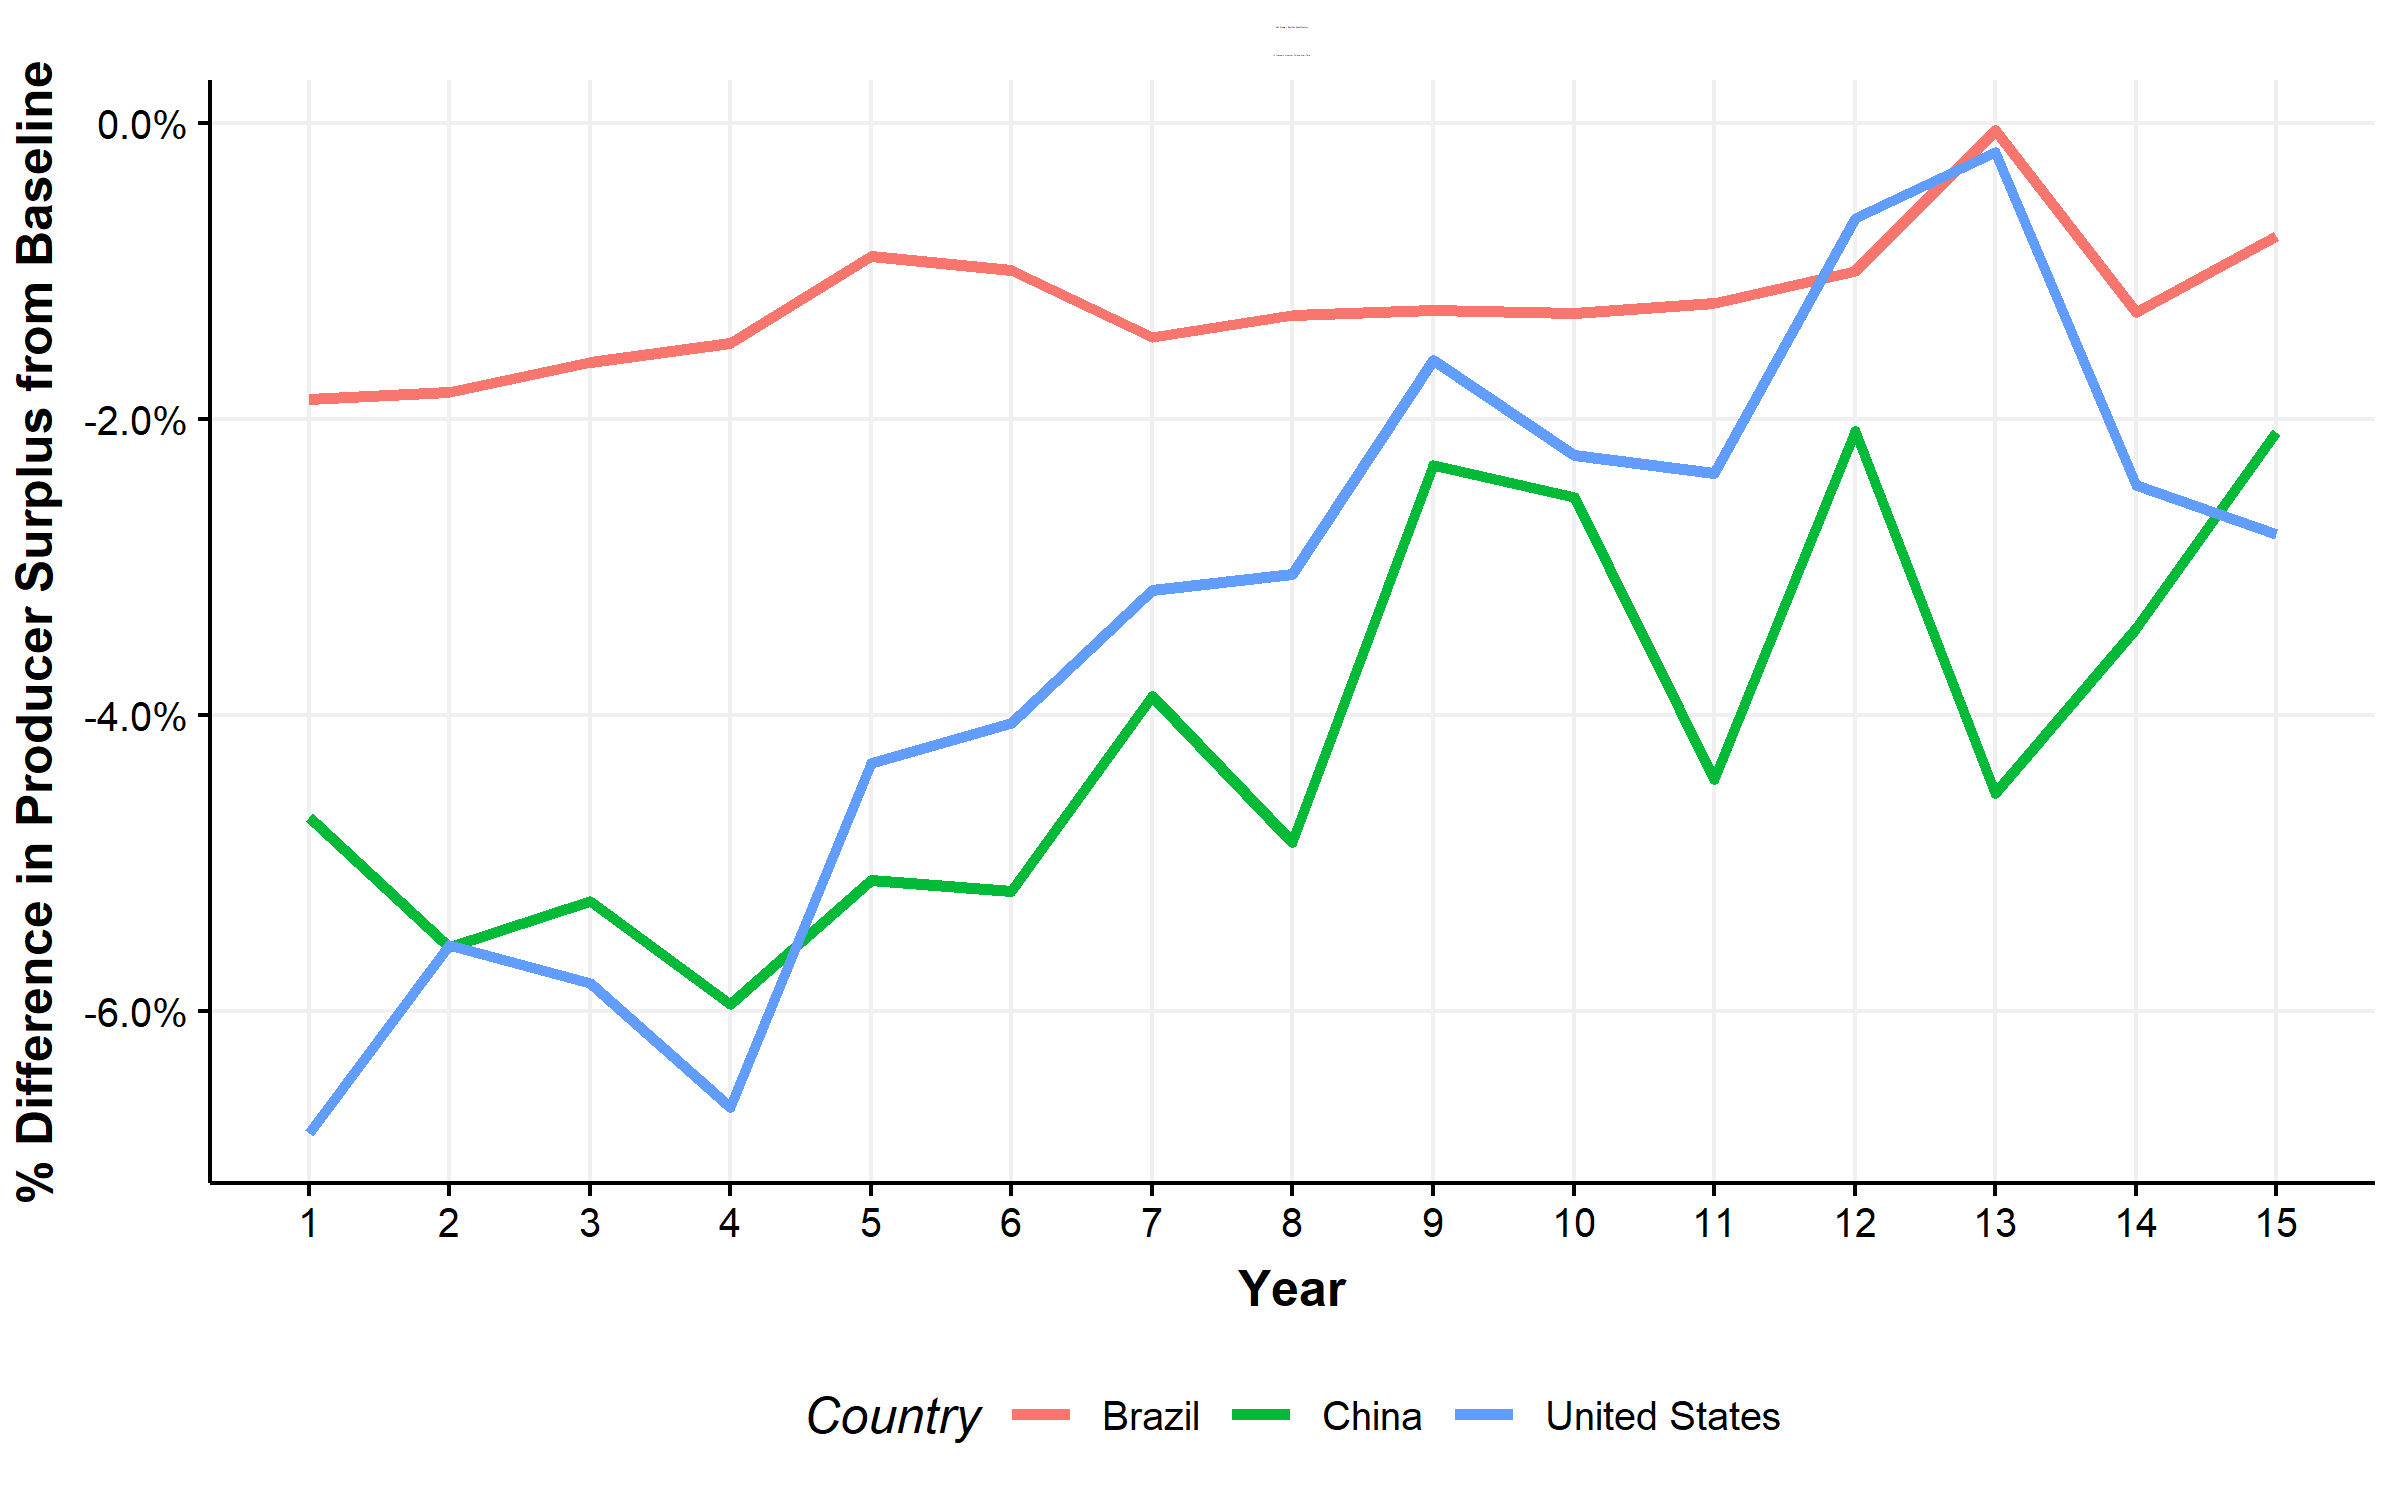 % Difference in Producer Surplus from Baseline
0.0%
-2.0%
-4.0%
-6.0%
1 2 3 4 5 6 7 8 9 10 11 12 13 14 15
Year
Country Brazil China United States